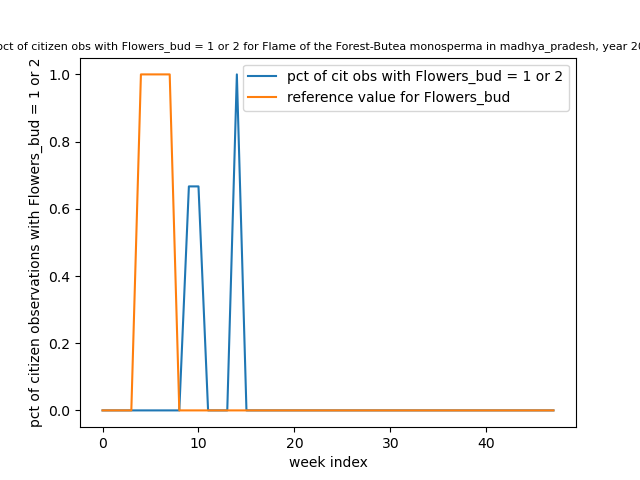 pct of citizen obs with Flowers_bud = 1 or 2 for Flame of the Forest-Butea monosperma in madhya_pradesh, year 20
pct of citizen observations with Flowers_bud = 1 or 2
1.0
0.8
0.6
0.4
0.2
0.0
pct of cit obs with Flowers_bud = 1 or 2
reference value for Flowers_bud
0 10 20 30 40
week index